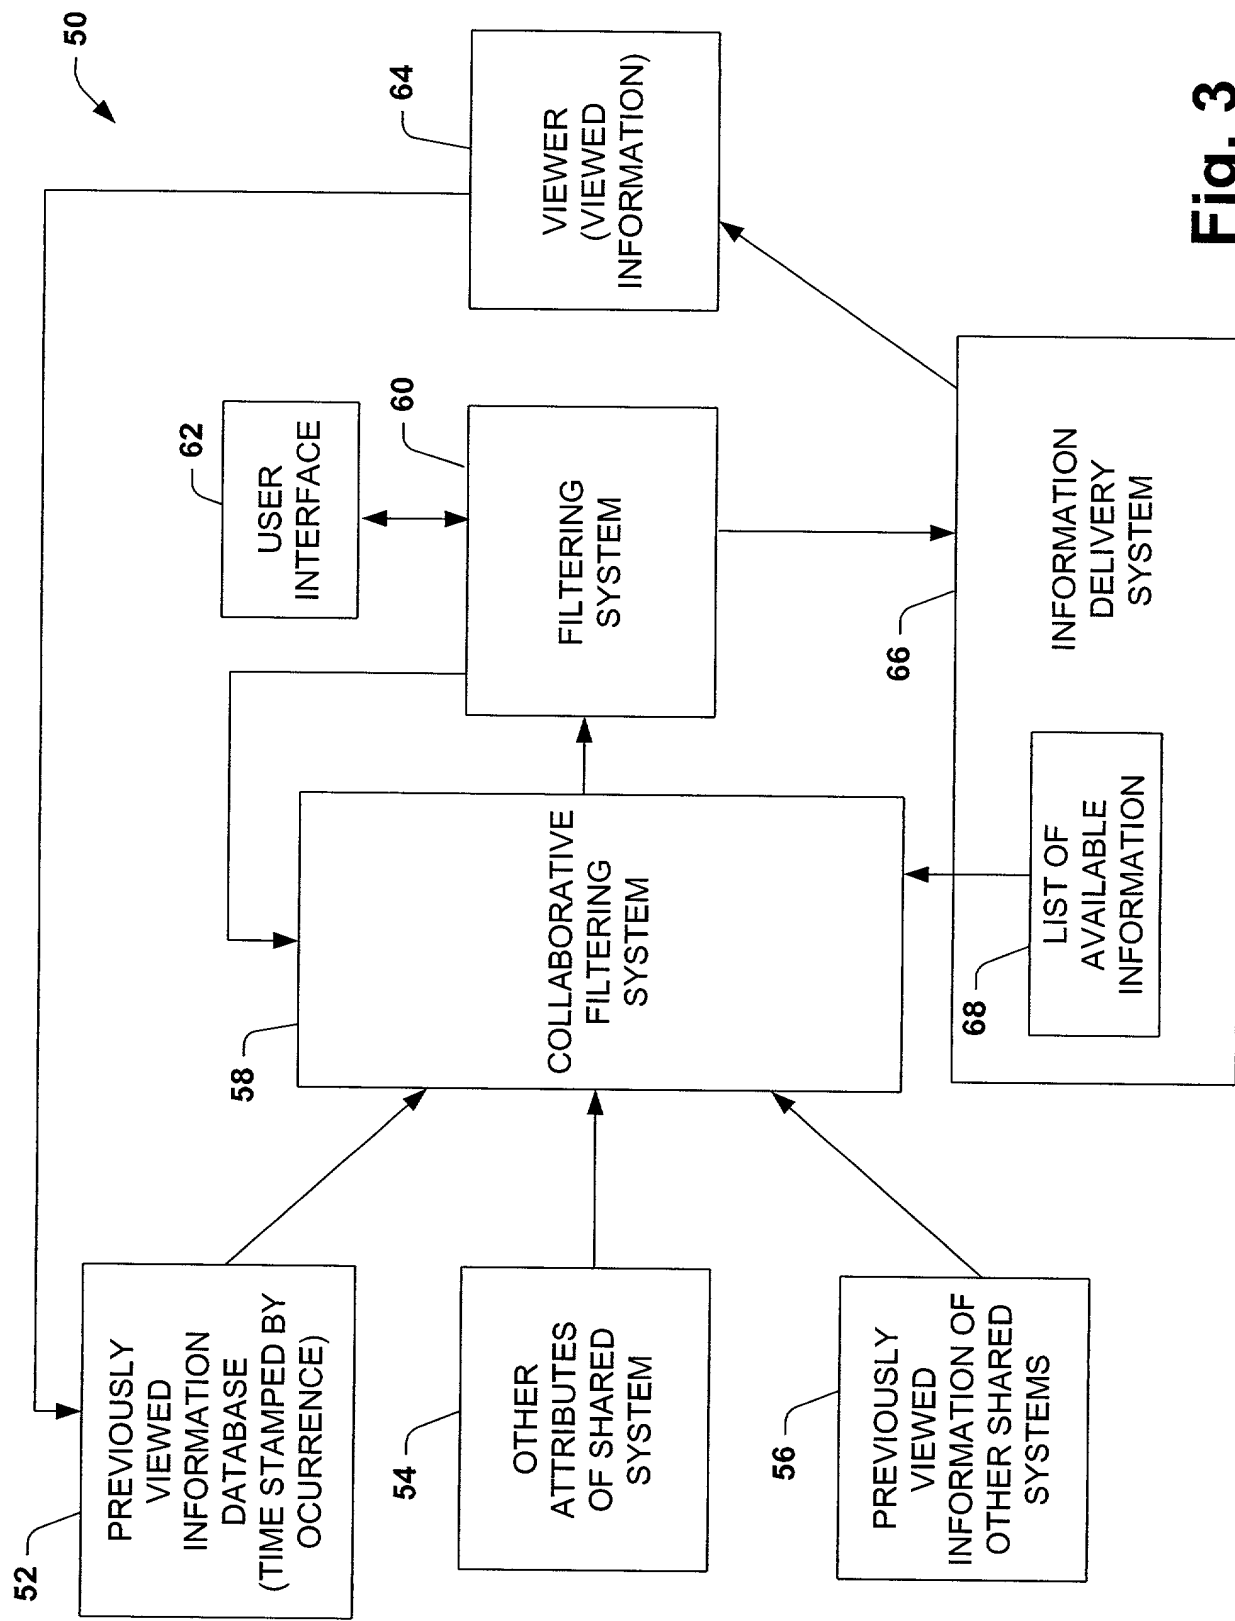 50
52
PREVIOUSLY
VIEWED
INFORMATION
DATABASE
(TIME STAMPED BY
OCURRENCE)
54
OTHER
ATTRIBUTES
OF SHARED
SYSTEM
56
PREVIOUSLY
VIEWED
INFORMATION OF
OTHER SHARED
SYSTEMS
58
COLLABORATIVE
FILTERING
SYSTEM
62
USER
INTERFACE
60
FILTERING
SYSTEM
64
VIEWER
(VIEWED
INFORMATION)
66
INFORMATION
DELIVERY
SYSTEM
68
LIST OF
AVAILABLE
INFORMATION
Fig. 3